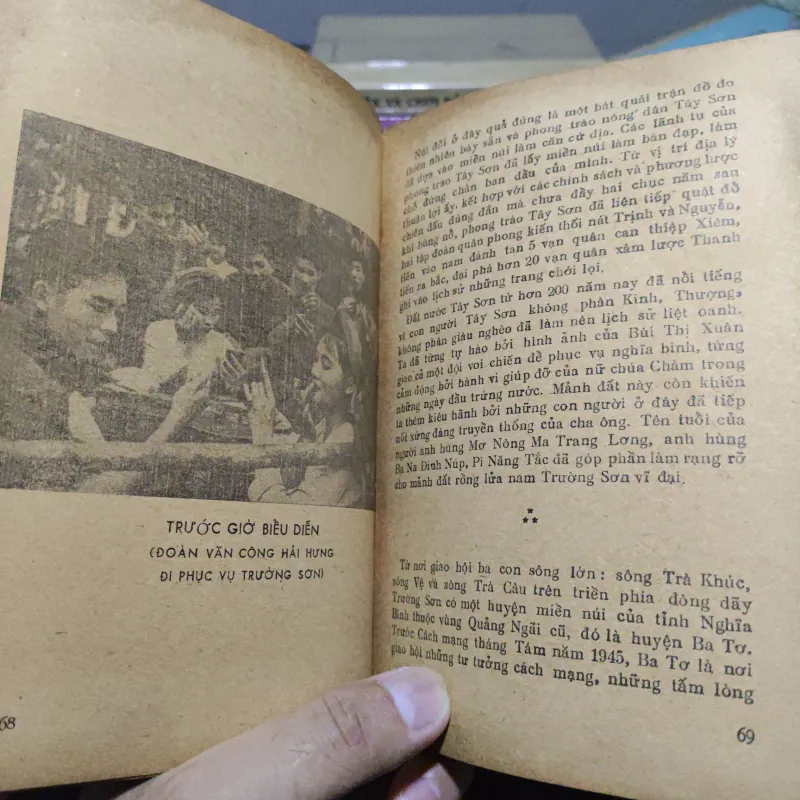 TRƯỚC GIỜ BIỂU DIỄN
(ĐOÀN VĂN CÔNG HẢI HƯNG
ĐI PHỤC VỤ TRƯỜNG SƠN)
68
Núi đồi ở đây quả đúng là một bát quái trận đồ do
thiên nhiên bày sẵn và phong trào nông dân Tây Sơn
đã dựa vào miền núi làm căn cứ địa. Các lãnh tụ của
phong trào Tây Sơn đã lấy miền núi làm bàn đạp, làm
chỗ đứng chân ban đầu của mình. Từ vị trí địa lý
thuận lợi ấy, kết hợp với các chính sách và phương lược
chiến đấu đúng đắn mà chưa đầy hai chục năm sau
khi bùng nổ, phong trào Tây Sơn đã liên tiếp quật đổ
hai tập đoàn quân phong kiến thối nát Trịnh và Nguyễn,
tiến vào nam đánh tan 5 vạn quân can thiệp Xiêm,
tiến ra bắc, đại phá hơn 20 vạn quân xâm lược Thanh
ghi vào lịch sử những trang chói lọi.
Đất nước Tây Sơn từ hơn 200 năm nay đã nổi tiếng
vì con người Tây Sơn không phân Kinh, Thượng,
không phân giàu nghèo đã làm nên lịch sử liệt oanh.
Ta đã từng tự hào bởi hình ảnh của Bùi Thị Xuân
giao cả một đội voi chiến để phục vụ nghĩa binh, từng
cảm động bởi hành vi giúp đỡ của nữ chúa Chăm trong
những ngày đầu trứng nước. Mảnh đất này còn khiến
ta thêm kiêu hãnh bởi những con người ở đây đã tiếp
nối xứng đáng truyền thống của cha ông. Tên tuổi của
người anh hùng Mơ Nông Ma Trang Lơng, anh hùng
Ba Na Đinh Núp, Pi Năng Tắc đã góp phần làm rạng rỡ
cho mảnh đất rồng lửa nam Trường Sơn vĩ đại.
Từ nơi giao hội ba con sông lớn: sông Trà Khúc,
sông Vệ và sông Trà Câu trên triền phía đông dãy
Trường Sơn có một huyện miền núi của tỉnh Nghĩa
Bình thuộc vùng Quảng Ngãi cũ, đó là huyện Ba Tơ.
Trước Cách mạng tháng Tám năm 1945, Ba Tơ là nơi
giao hội những tư tưởng cách mạng, những tấm lòng
69